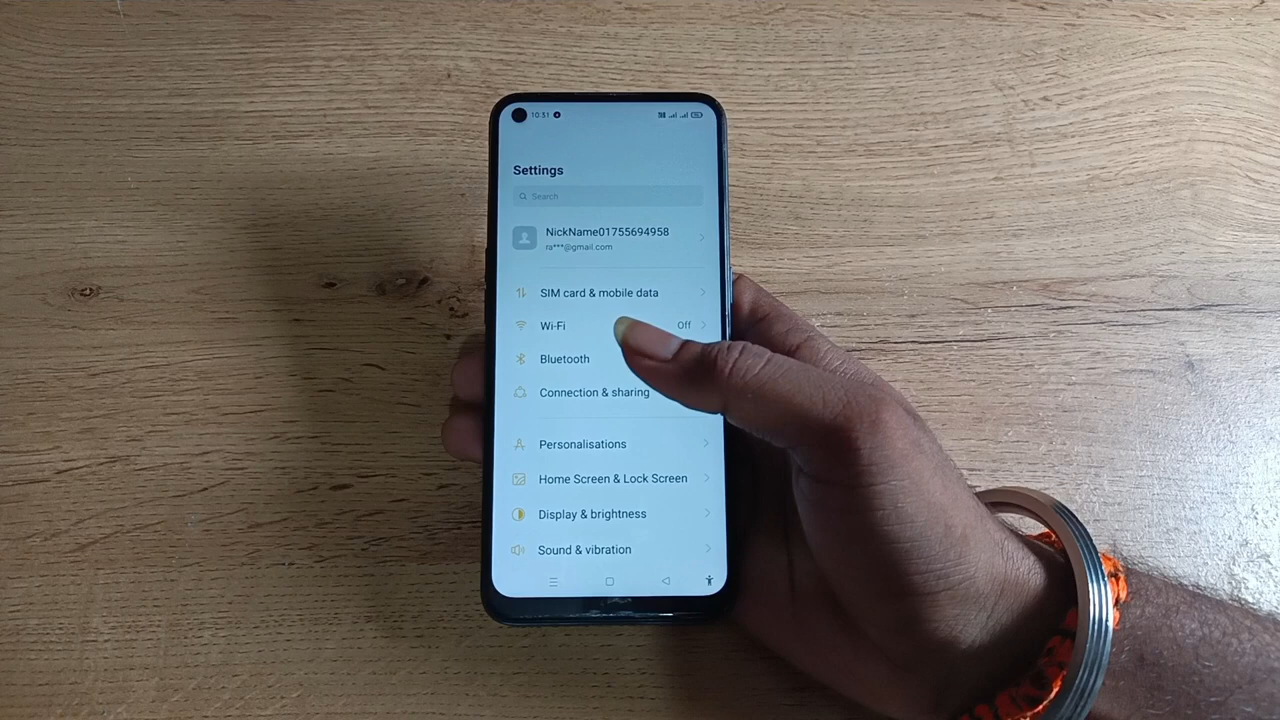 10:31
Settings
Search
NickName01755694958
ra***@gmail.com
SIM card & mobile data
Wi-Fi Off
Bluetooth
Connection & sharing
Personalisations
Home Screen & Lock Screen
Display & brightness
Sound & vibration